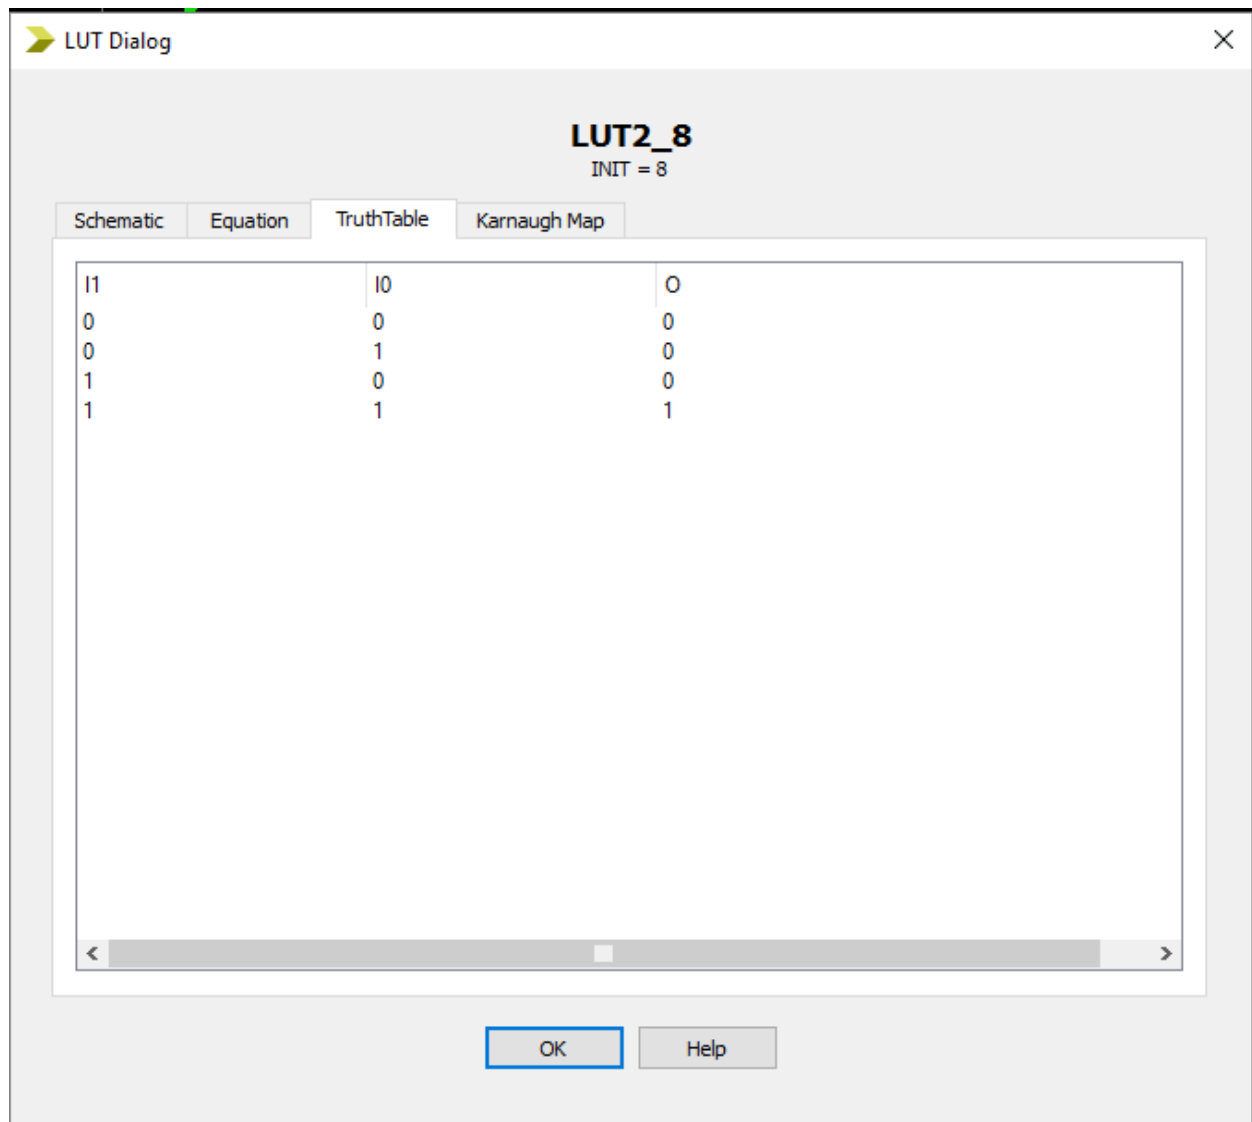 LUT Dialog
LUT2_8
INIT = 8
Schematic Equation TruthTable Karnaugh Map
I1 I0 O
0 0 0
0 1 0
1 0 0
1 1 1
OK Help